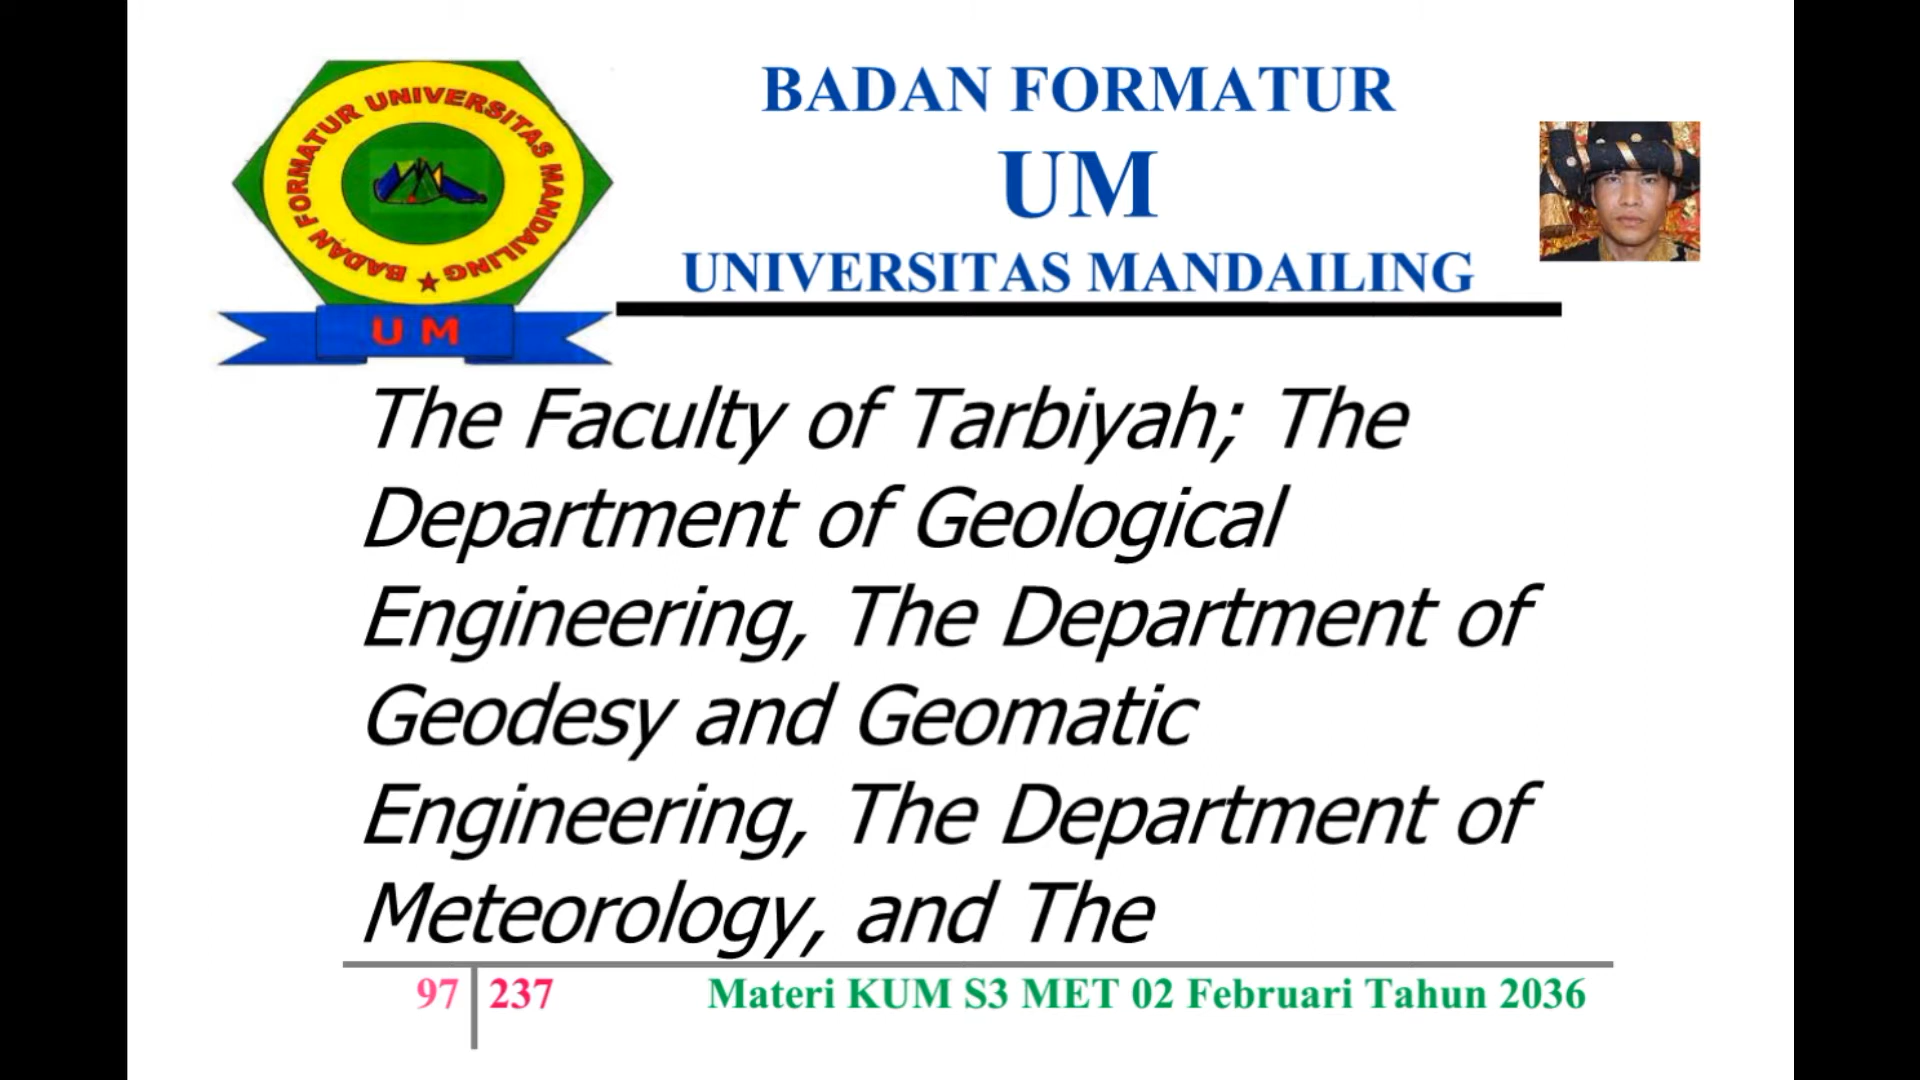 BADAN FORMATUR UNIVERSITAS MANDAILING
U M
BADAN FORMATUR
UM
UNIVERSITAS MANDAILING
The Faculty of Tarbiyah; The
Department of Geological
Engineering, The Department of
Geodesy and Geomatic
Engineering, The Department of
Meteorology, and The
97 237 Materi KUM S3 MET 02 Februari Tahun 2036